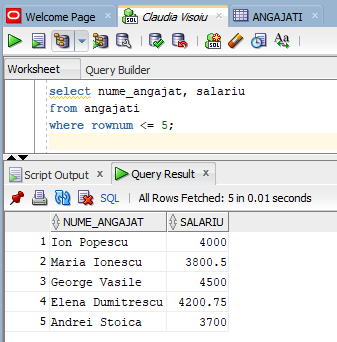 Welcome Page Claudia Visoiu ANGAJATI
SQL Aa
Worksheet Query Builder
select nume_angajat, salariu
from angajati
where rownum <= 5;
Script Output x Query Result x
SQL All Rows Fetched: 5 in 0.01 seconds
NUME_ANGAJAT SALARIU
1 Ion Popescu 4000
2 Maria Ionescu 3800.5
3 George Vasile 4500
4 Elena Dumitrescu 4200.75
5 Andrei Stoica 3700